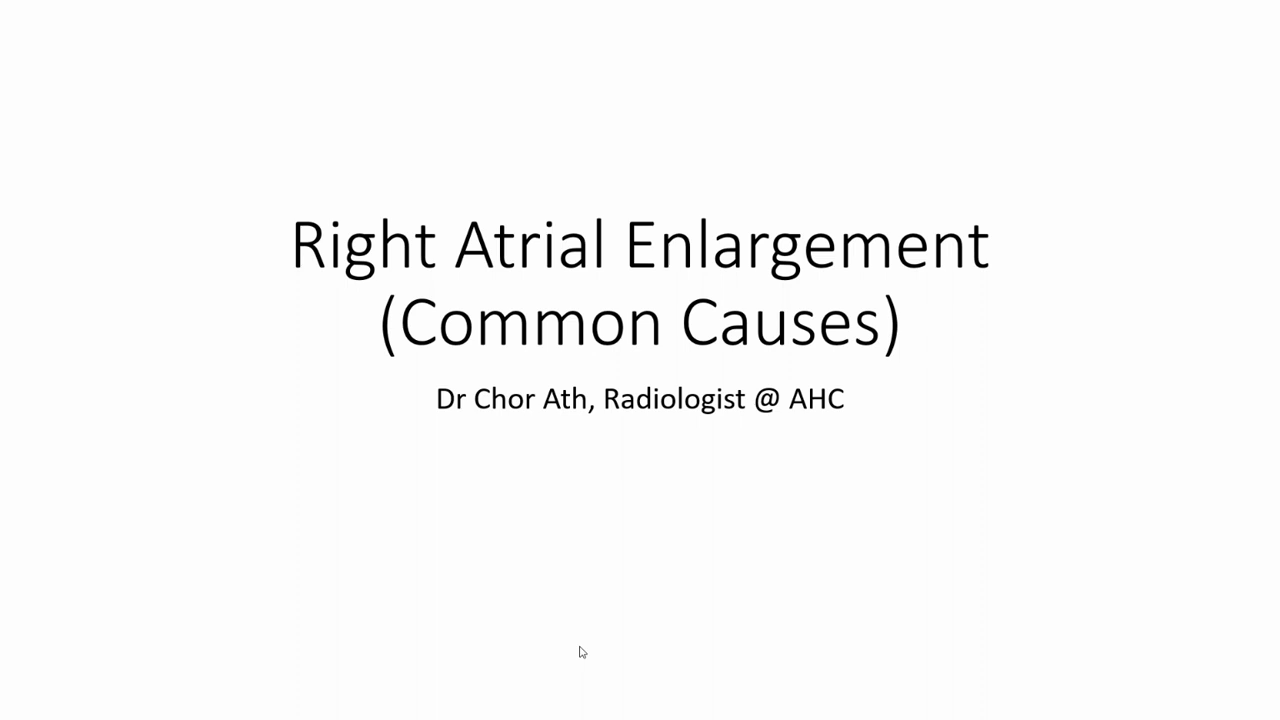 Right Atrial Enlargement
(Common Causes)
Dr Chor Ath, Radiologist @ AHC